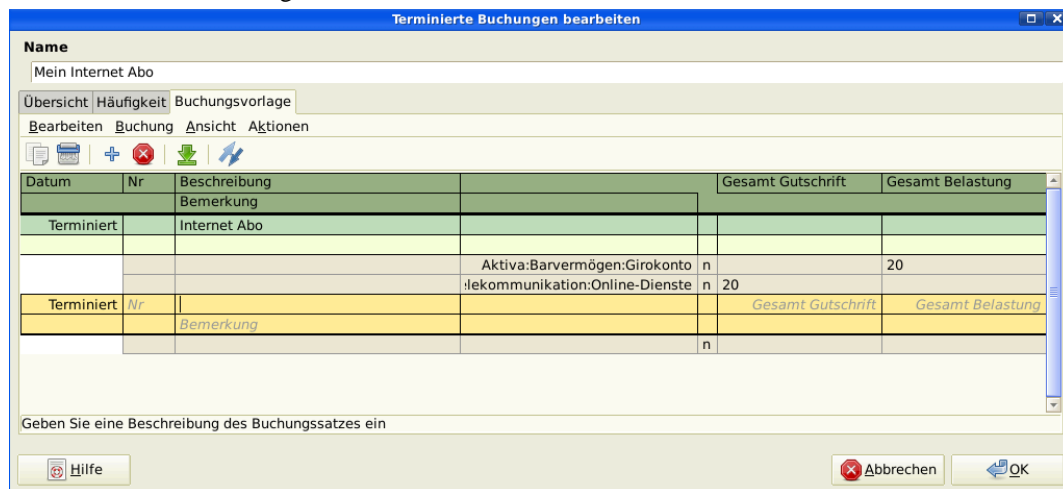 Terminierte Buchungen bearbeiten
Name
Mein Internet Abo
Übersicht Häufigkeit Buchungsvorlage
Bearbeiten Buchung Ansicht Aktionen
Datum Nr Beschreibung Gesamt Gutschrift Gesamt Belastung
Bemerkung
Terminiert Internet Abo
Aktiva:Barvermögen:Girokonto n 20
elekommunikation:Online-Dienste n 20
Terminiert Nr Gesamt Gutschrift Gesamt Belastung
Bemerkung
n
Geben Sie eine Beschreibung des Buchungssatzes ein
Hilfe Abbrechen OK